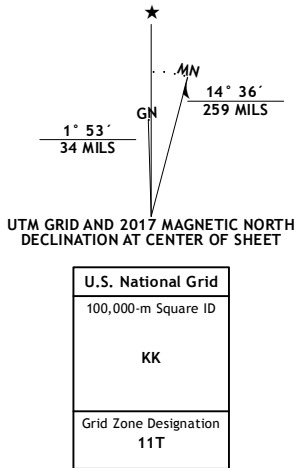 MN
GN
14° 36´
259 MILS
1° 53´
34 MILS
UTM GRID AND 2017 MAGNETIC NORTH
DECLINATION AT CENTER OF SHEET
U.S. National Grid
100,000-m Square ID
KK
Grid Zone Designation
11T